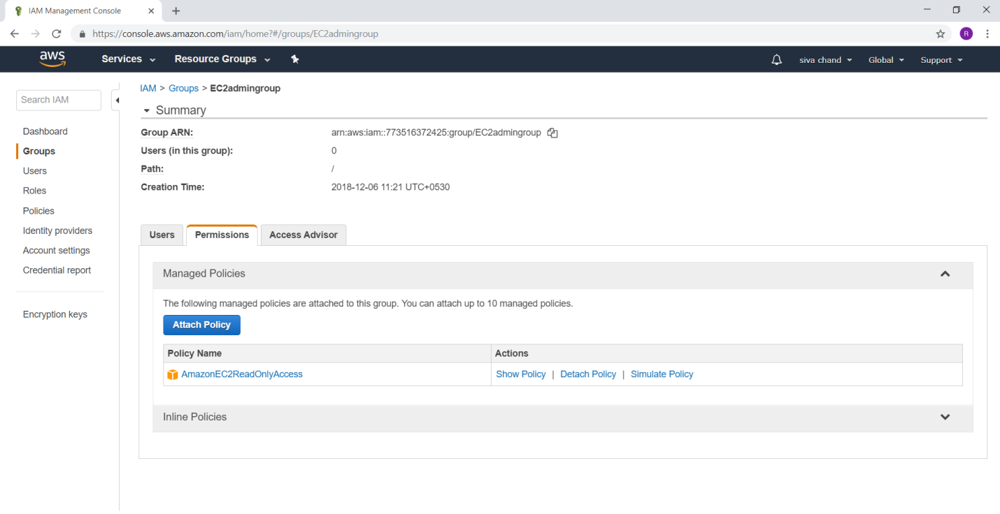 IAM Management Console
https://console.aws.amazon.com/iam/home?#/groups/EC2admingroup
R
aws Services Resource Groups siva chand Global Support
Search IAM
Dashboard
Groups
Users
Roles
Policies
Identity providers
Account settings
Credential report
Encryption keys
IAM > Groups > EC2admingroup
Summary
Group ARN: arn:aws:iam::773516372425:group/EC2admingroup
Users (in this group): 0
Path: /
Creation Time: 2018-12-06 11:21 UTC+0530
Users Permissions Access Advisor
Managed Policies
The following managed policies are attached to this group. You can attach up to 10 managed policies.
Attach Policy
Policy Name Actions
AmazonEC2ReadOnlyAccess Show Policy | Detach Policy | Simulate Policy
Inline Policies